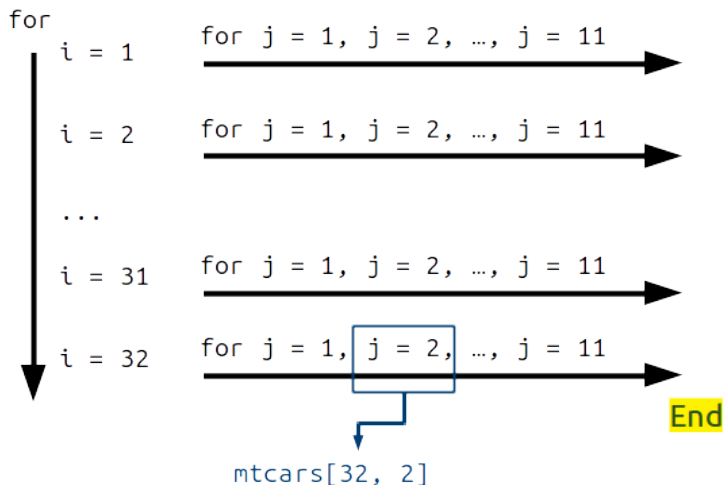 for
i = 1
for j = 1, j = 2, …, j = 11
i = 2
for j = 1, j = 2, …, j = 11
...
i = 31
for j = 1, j = 2, …, j = 11
i = 32
for j = 1, j = 2, …, j = 11
End
mtcars[32, 2]